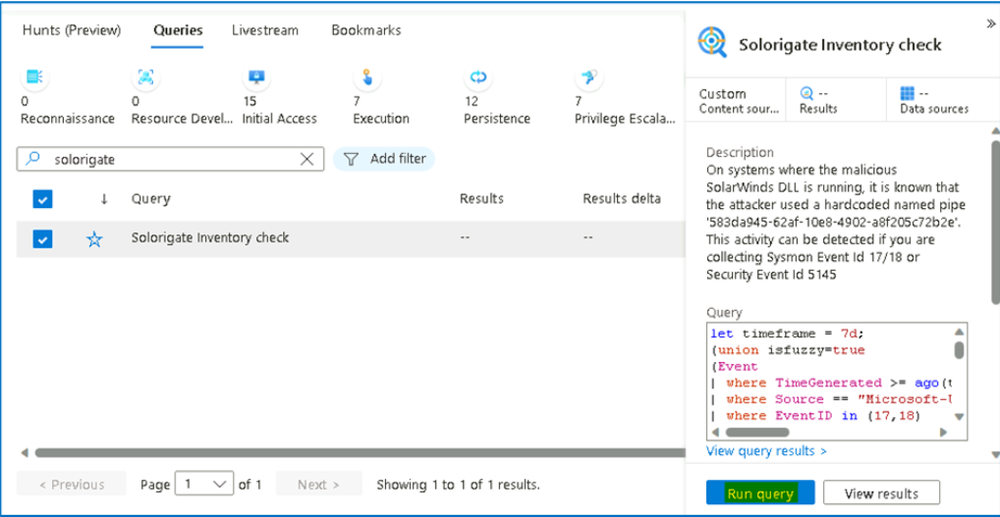 Hunts (Preview) Queries Livestream Bookmarks
0 0 15 7 12 7
Reconnaissance Resource Devel... Initial Access Execution Persistence Privilege Escala...
solorigate Add filter
Query Results Results delta
Solorigate Inventory check -- --
< Previous Page 1 of 1 Next > Showing 1 to 1 of 1 results.
Solorigate Inventory check
Custom -- --
Content sour... Results Data sources
Description
On systems where the malicious
SolarWinds DLL is running, it is known that
the attacker used a hardcoded named pipe
'583da945-62af-10e8-4902-a8f205c72b2e'.
This activity can be detected if you are
collecting Sysmon Event Id 17/18 or
Security Event Id 5145
Query
let timeframe = 7d;
(union isfuzzy=true
(Event
| where TimeGenerated >= ago(t
| where Source == "Microsoft-
| where EventID in (17,18)
View query results >
Run query View results